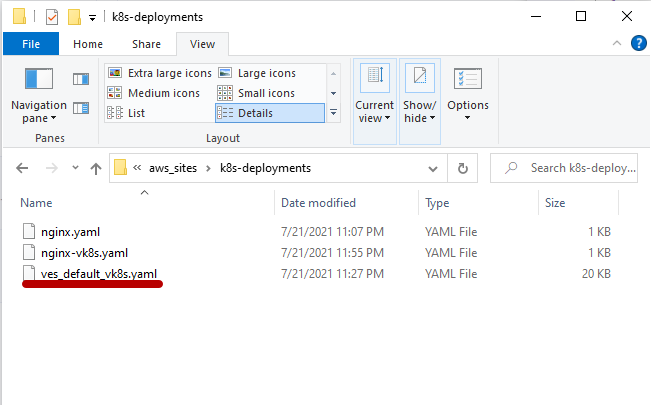 k8s-deployments
File Home Share View
Navigation pane
Extra large icons Large icons
Medium icons Small icons
List Details
Current view
Show/ hide
Options
Panes Layout
« aws_sites › k8s-deployments Search k8s-deploy...
Name Date modified Type Size
nginx.yaml 7/21/2021 11:07 PM YAML File 1 KB
nginx-vk8s.yaml 7/21/2021 11:55 PM YAML File 1 KB
ves_default_vk8s.yaml 7/21/2021 11:27 PM YAML File 20 KB